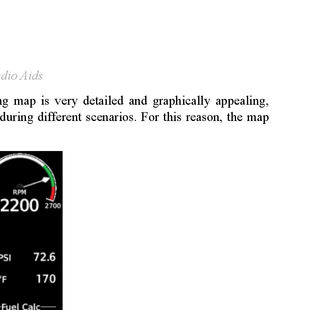 dio Aids
ng map is very detailed and graphically appealing,
during different scenarios. For this reason, the map
RPM
2200 2700
PSI 72.6
°F 170
Fuel Calc